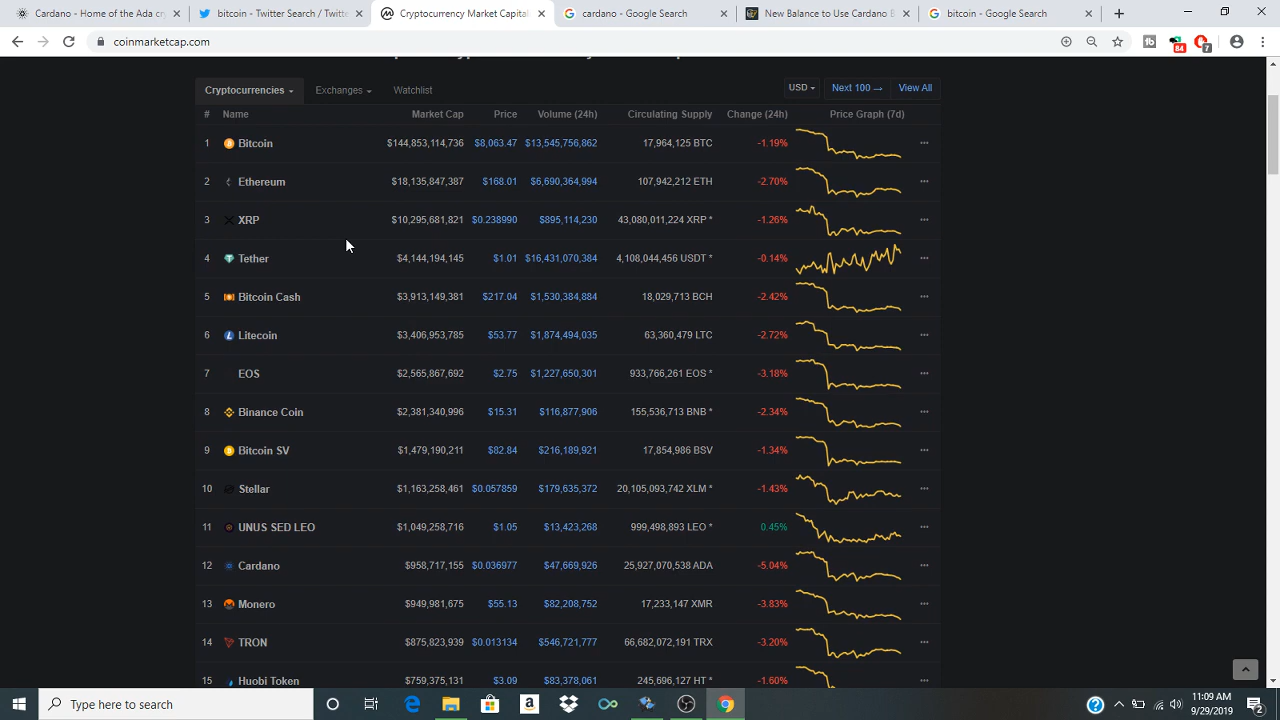 Cardano - Home of the Ada cry
bitcoin - Twitter Search / Twitte
Cryptocurrency Market Capitali
cardano - Google Search
New Balance to Use Cardano B
bitcoin - Google Search
coinmarketcap.com
84
7
Cryptocurrencies Exchanges Watchlist USD Next 100 → View All
# Name Market Cap Price Volume (24h) Circulating Supply Change (24h) Price Graph (7d)
1 Bitcoin $144,853,114,736 $8,063.47 $13,545,756,862 17,964,125 BTC -1.19%
2 Ethereum $18,135,847,387 $168.01 $6,690,364,994 107,942,212 ETH -2.70%
3 XRP $10,295,681,821 $0.238990 $895,114,230 43,080,011,224 XRP * -1.26%
4 Tether $4,144,194,145 $1.01 $16,431,070,384 4,108,044,456 USDT * -0.14%
5 Bitcoin Cash $3,913,149,381 $217.04 $1,530,384,884 18,029,713 BCH -2.42%
6 Litecoin $3,406,953,785 $53.77 $1,874,494,035 63,360,479 LTC -2.72%
7 EOS $2,565,867,692 $2.75 $1,227,650,301 933,766,261 EOS * -3.18%
8 Binance Coin $2,381,340,996 $15.31 $116,877,906 155,536,713 BNB * -2.34%
9 Bitcoin SV $1,479,190,211 $82.84 $216,189,921 17,854,986 BSV -1.34%
10 Stellar $1,163,258,461 $0.057859 $179,635,372 20,105,093,742 XLM * -1.43%
11 UNUS SED LEO $1,049,258,716 $1.05 $13,423,268 999,498,893 LEO * 0.45%
12 Cardano $958,717,155 $0.036977 $47,669,926 25,927,070,538 ADA -5.04%
13 Monero $949,981,675 $55.13 $82,208,752 17,233,147 XMR -3.83%
14 TRON $875,823,939 $0.013134 $546,721,777 66,682,072,191 TRX -3.20%
15 Huobi Token $759,375,131 $3.09 $83,378,061 245,696,127 HT * -1.60%
Type here to search
11:09 AM
9/29/2019
2